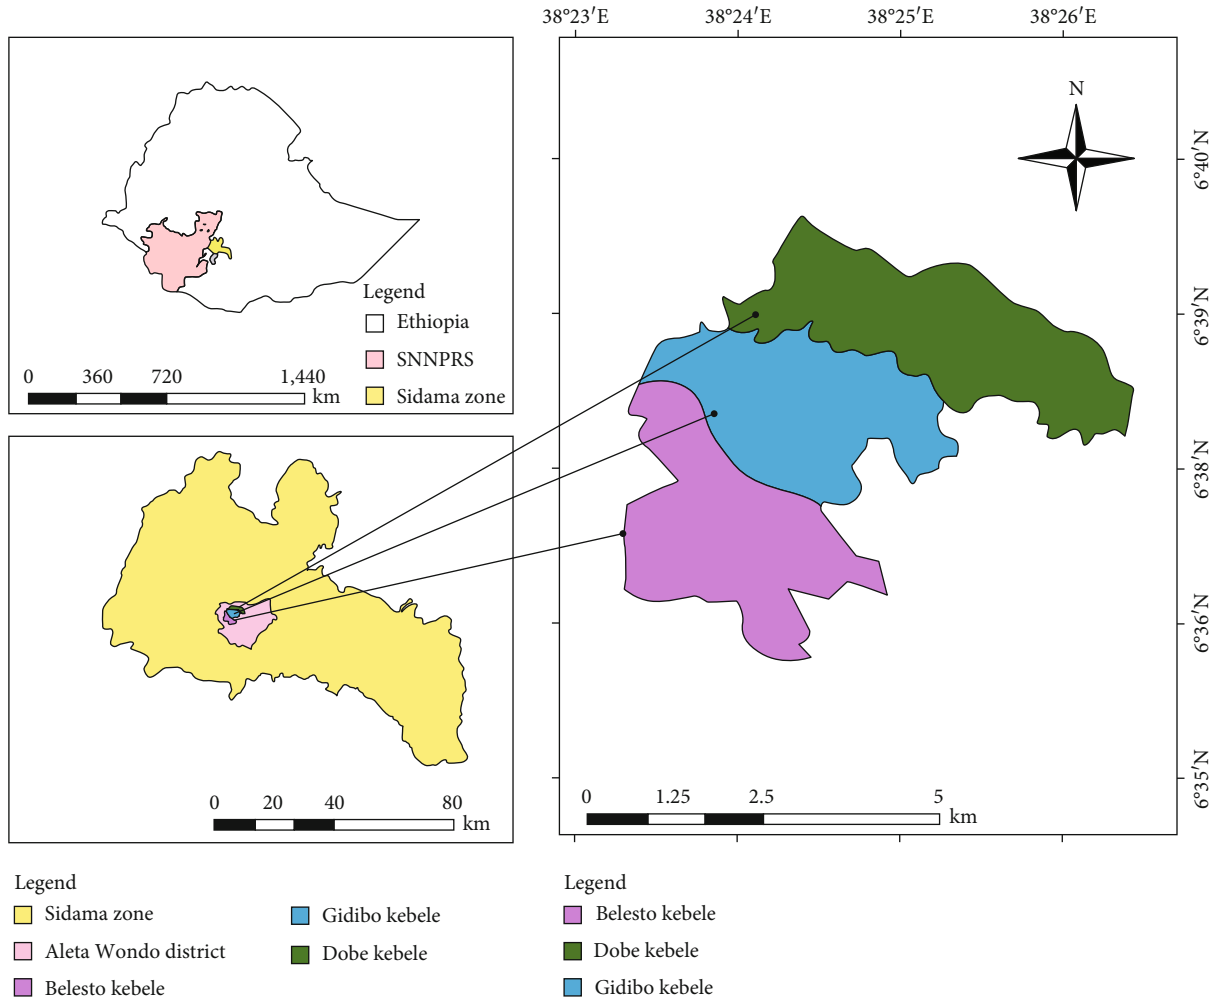 38°23′E 38°24′E 38°25′E 38°26′E
N
6°40′N
6°39′N
6°38′N
6°36′N
6°35′N
Legend
Ethiopia
SNNPRS
Sidama zone
0 360 720 1,440
km
0 20 40 80
km
0 1.25 2.5 5
km
Legend
Sidama zone
Aleta Wondo district
Belesto kebele
Gidibo kebele
Dobe kebele
Legend
Belesto kebele
Dobe kebele
Gidibo kebele